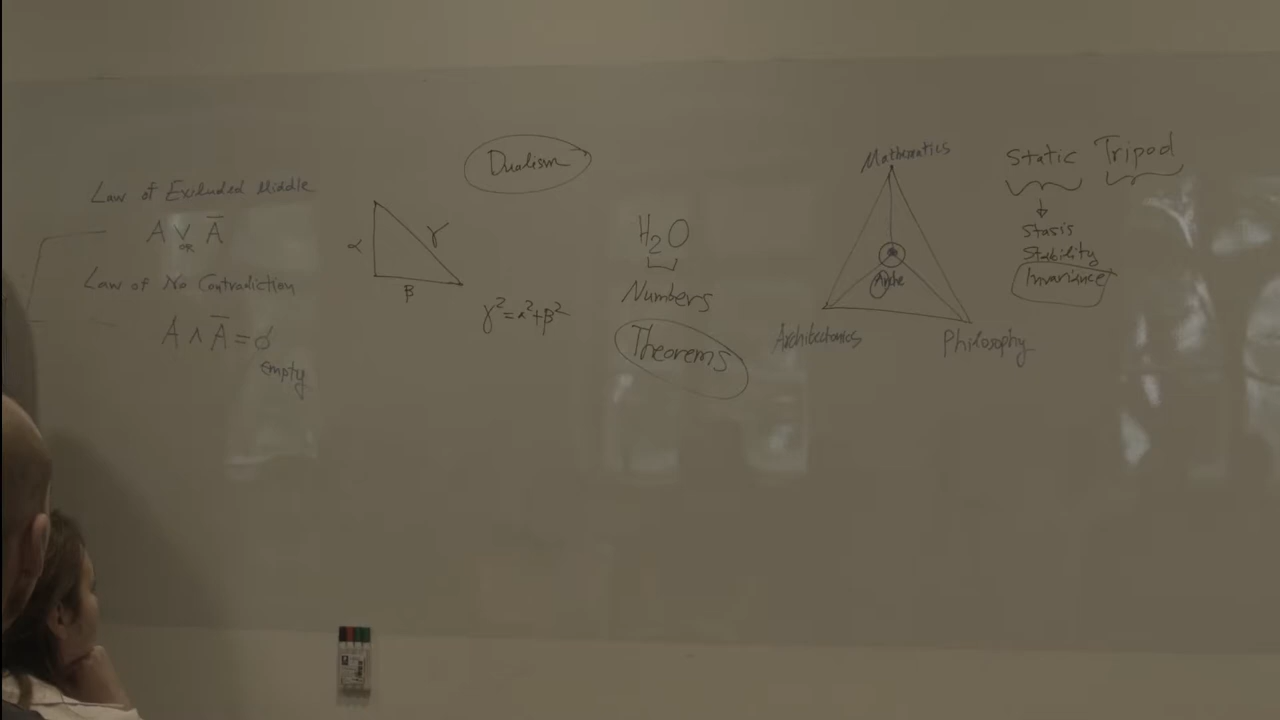 Law of Excluded Middle
A ∨ Ā
OR
Law of No Contradiction
A ∧ Ā = ϕ
empty
Dualism
α
γ
β
γ² = α² + β²
H₂O
Numbers
Theorems
Mathematics
Architectonics
Philosophy
Static Tripod
Stasis
Stability
Invariance